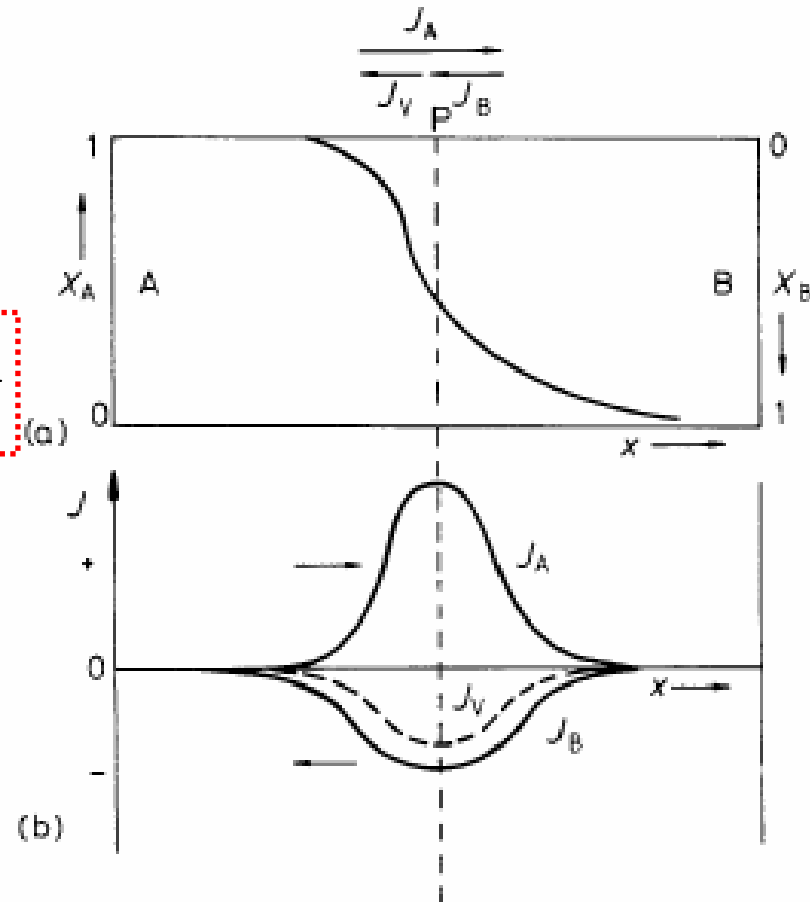 J_A
J_V J_B
P
1 0
X_A A B X_B
0 1
(a) x
J
+
J_A
0
J_V x
J_B
–
(b)